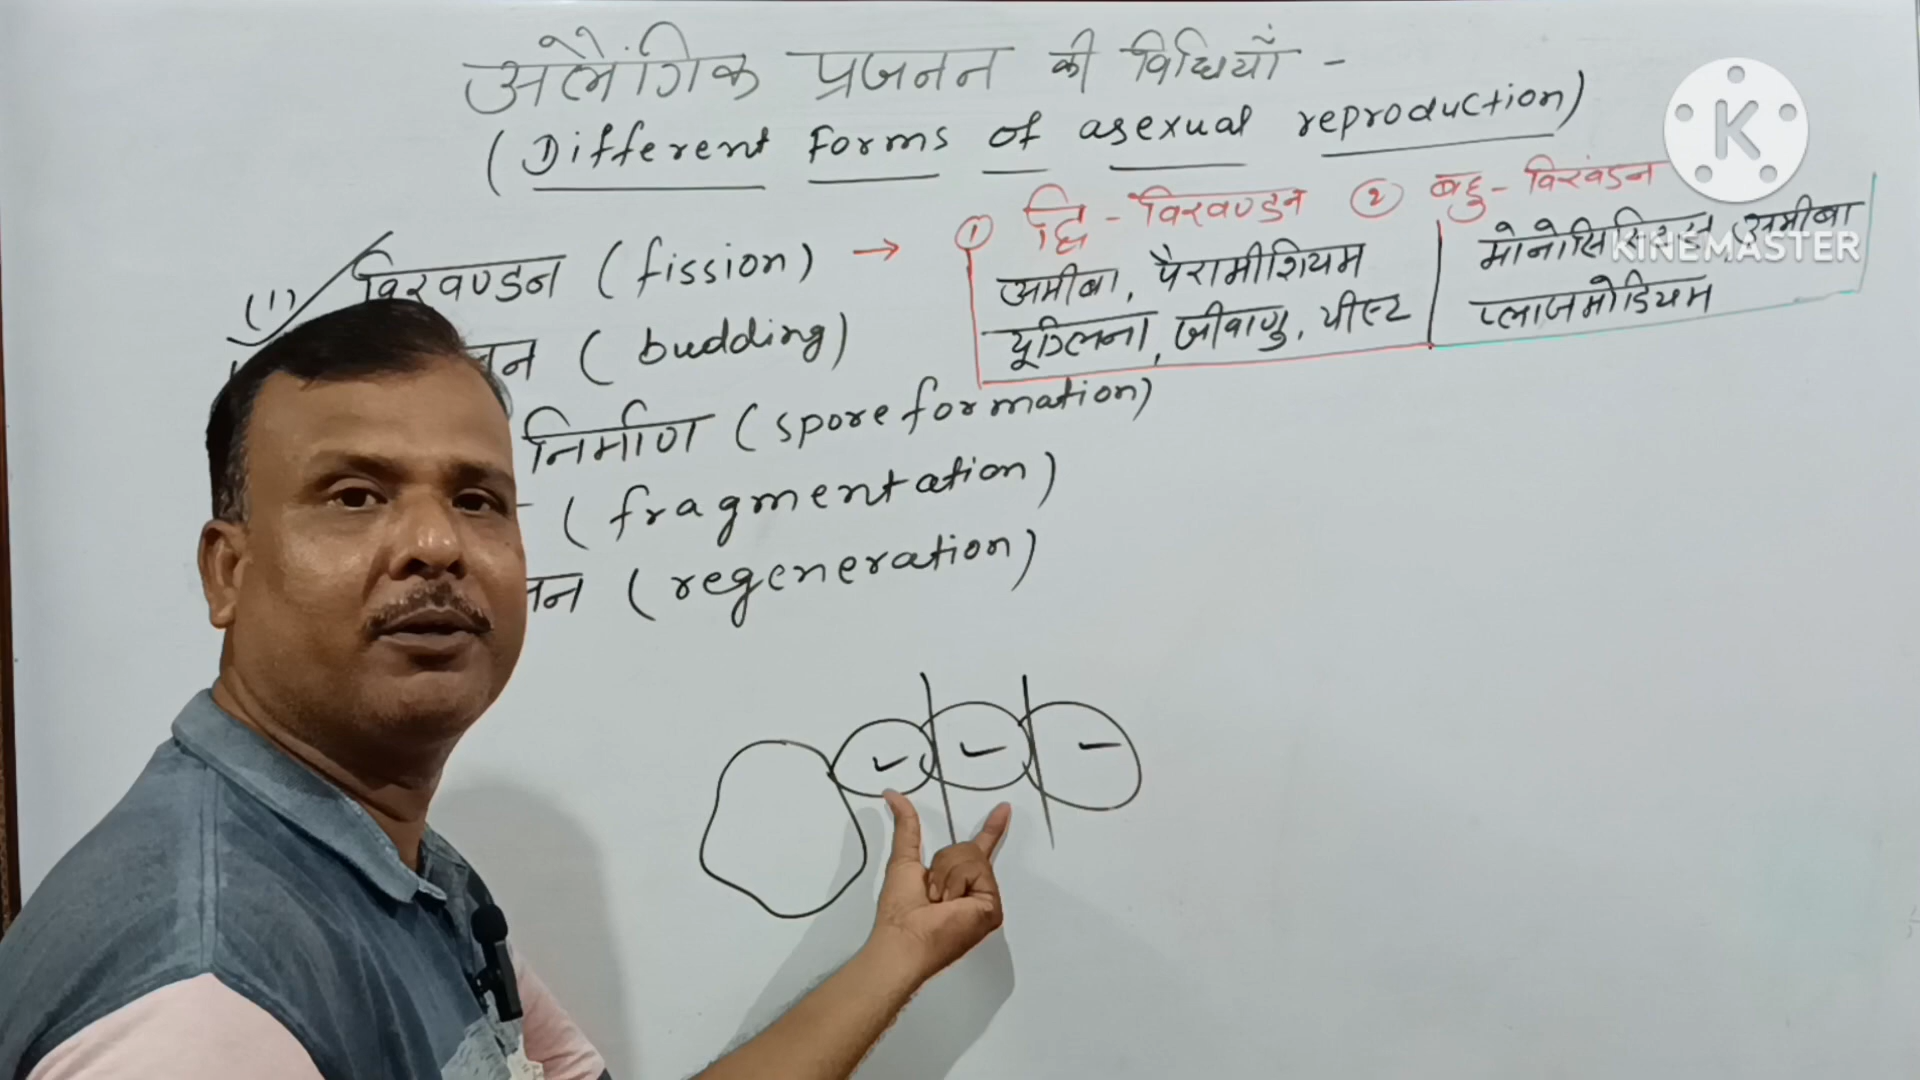 अलैंगिक प्रजनन की विधियाँ -
(Different forms of asexual reproduction)
(1) विखण्डन (fission) → ① द्वि - विखण्डन ② बहु - विखंडन
अमीबा, पैरामीशियम
यूग्लिना, जीवाणु, यीस्ट
अमीबा
प्लाजमोडियम
(budding)
निर्माण (spore formation)
(fragmentation)
(regeneration)
K
KINEMASTER